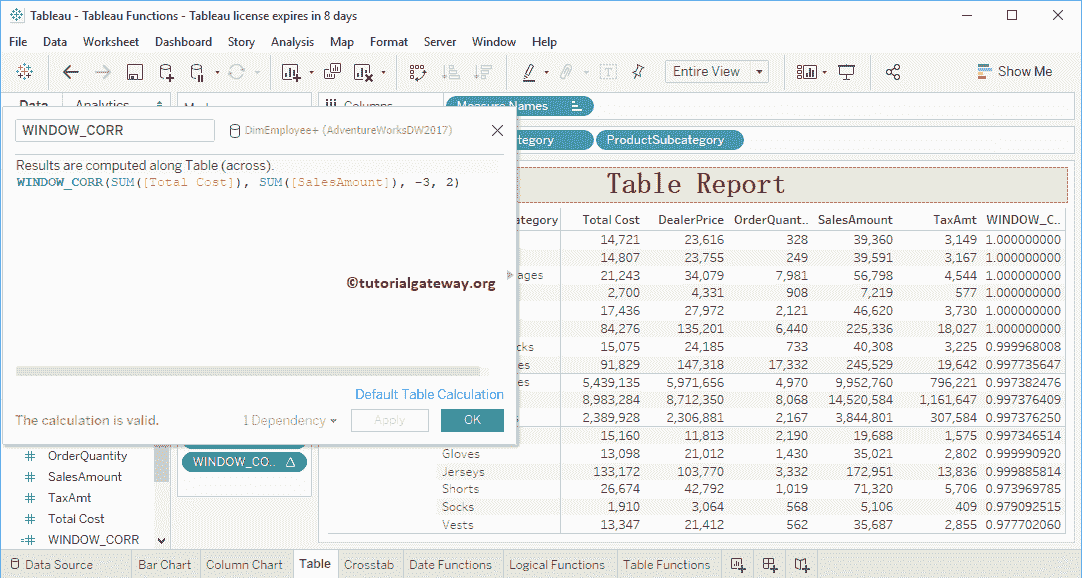 Tableau - Tableau Functions - Tableau license expires in 8 days
File Data Worksheet Dashboard Story Analysis Map Format Server Window Help
Entire View Show Me
Data Analytics Columns Measure Names
WINDOW_CORR DimEmployee+ (AdventureWorksDW2017) ProductSubcategory
Results are computed along Table (across).
WINDOW_CORR(SUM([Total Cost]), SUM([SalesAmount]), -3, 2)
Table Report
ategory Total Cost DealerPrice OrderQuant.. SalesAmount TaxAmt WINDOW_C..
14,721 23,616 328 39,360 3,149 1.000000000
14,807 23,755 249 39,591 3,167 1.000000000
ages 21,243 34,079 7,981 56,798 4,544 1.000000000
©tutorialgateway.org
2,700 4,331 908 7,219 577 1.000000000
17,436 27,972 2,121 46,620 3,730 1.000000000
84,276 135,201 6,440 225,336 18,027 1.000000000
cks 15,075 24,185 733 40,308 3,225 0.999968008
es 91,829 147,318 17,332 245,529 19,642 0.997735647
es 5,439,135 5,971,656 4,970 9,952,760 796,221 0.997382476
Default Table Calculation
8,983,284 8,712,350 8,068 14,520,584 1,161,647 0.997376409
The calculation is valid. 1 Dependency Apply OK
2,389,928 2,306,881 2,167 3,844,801 307,584 0.997376250
15,160 11,813 2,190 19,688 1,575 0.997346514
OrderQuantity WINDOW_CO.. Gloves 13,098 21,012 1,430 35,021 2,802 0.999990920
SalesAmount Jerseys 133,172 103,770 3,332 172,951 13,836 0.999885814
TaxAmt Shorts 26,674 42,792 1,019 71,320 5,706 0.973969785
Total Cost Socks 1,910 3,064 568 5,106 409 0.979092515
WINDOW_CORR Vests 13,347 21,412 562 35,687 2,855 0.977702060
Data Source Bar Chart Column Chart Table Crosstab Date Functions Logical Functions Table Functions